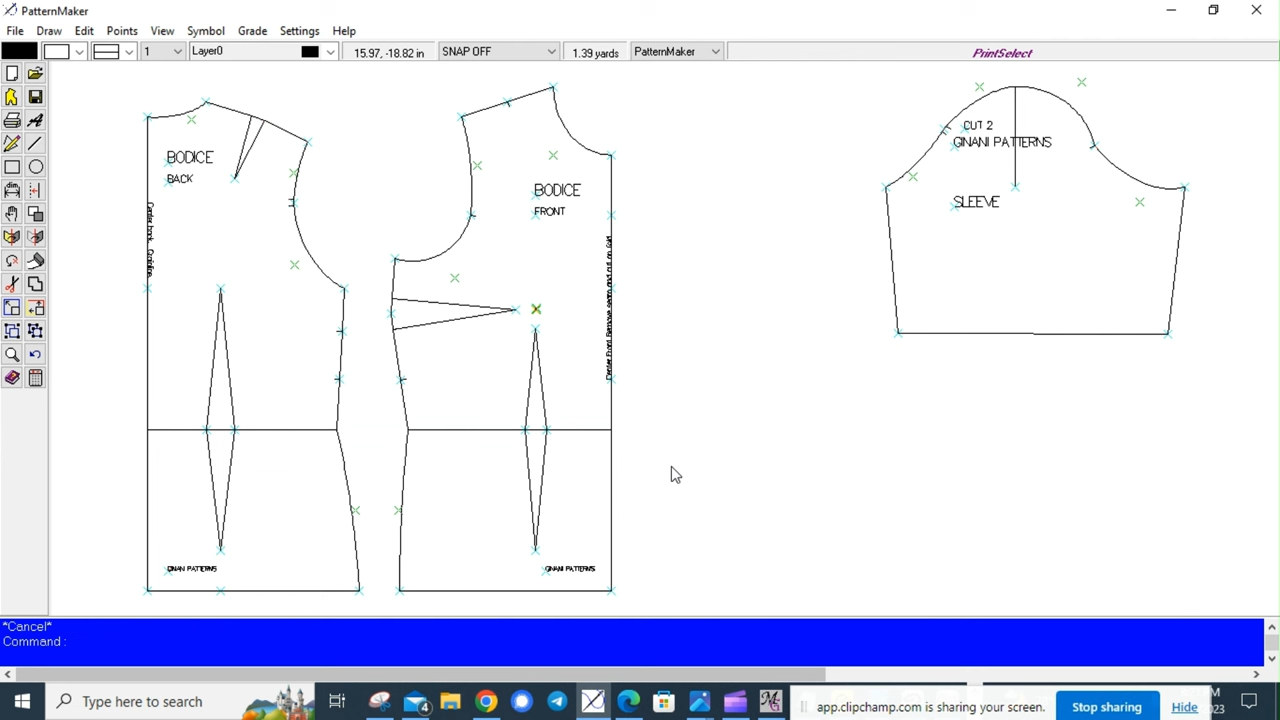 PatternMaker
File Draw Edit Points View Symbol Grade Settings Help
1 Layer0 15.97, -18.82 in SNAP OFF 1.39 yards PatternMaker PrintSelect
BODICE
BACK
BODICE
FRONT
CUT 2
GINANI PATTERNS
SLEEVE
GINANI PATTERNS
*Cancel*
Command :
Type here to search
4
app.clipchamp.com is sharing your screen.
Stop sharing
Hide